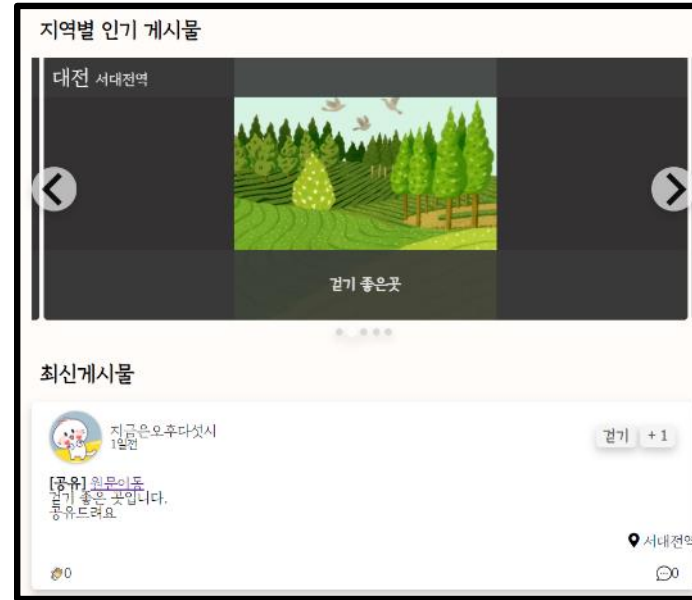 지역별 인기 게시물
대전 서대전역
걷기 좋은곳
최신게시물
지금은오후다섯시
1일전
걷기 +1
[공유] 원문이동
걷기 좋은 곳입니다.
공유드려요
서대전역
👏0
0